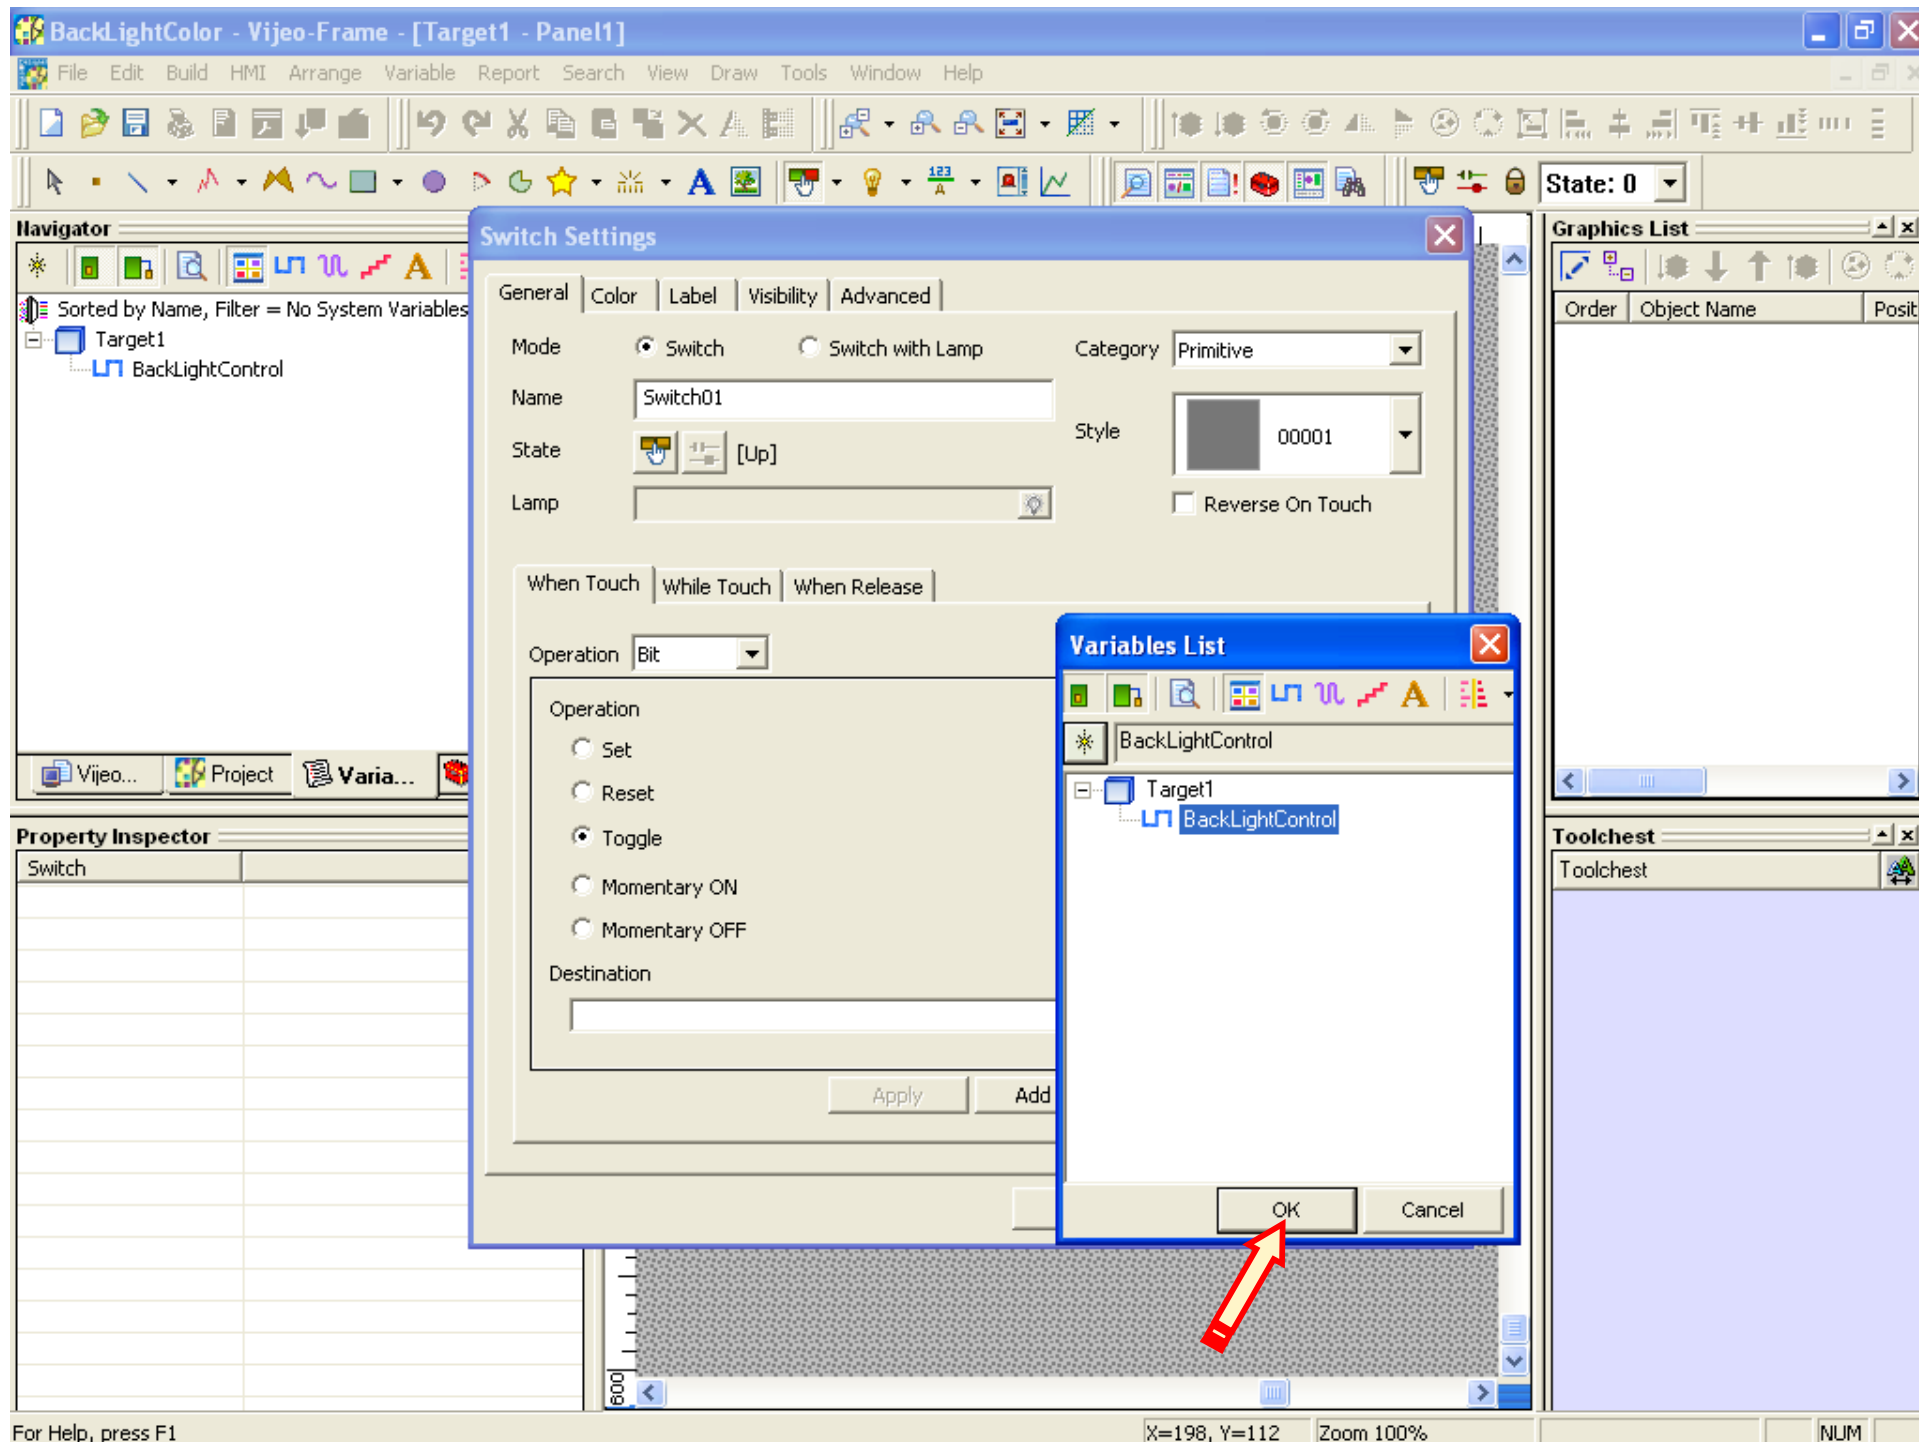 BackLightColor - Vijeo-Frame - [Target1 - Panel1]
File Edit Build HMI Arrange Variable Report Search View Draw Tools Window Help
State: 0
Navigator
Sorted by Name, Filter = No System Variables
Target1
BackLightControl
Vijeo... Project Varia...
Property Inspector
Switch
Switch Settings
General Color Label Visibility Advanced
Mode Switch Switch with Lamp Category Primitive
Name Switch01
Style 00001
State [Up]
Lamp
Reverse On Touch
When Touch While Touch When Release
Operation Bit
Operation
Set
Reset
Toggle
Momentary ON
Momentary OFF
Destination
Apply Add
Variables List
BackLightControl
Target1
BackLightControl
OK Cancel
600
Graphics List
Order Object Name Posit
Toolchest
Toolchest
For Help, press F1
X=198, Y=112 Zoom 100% NUM